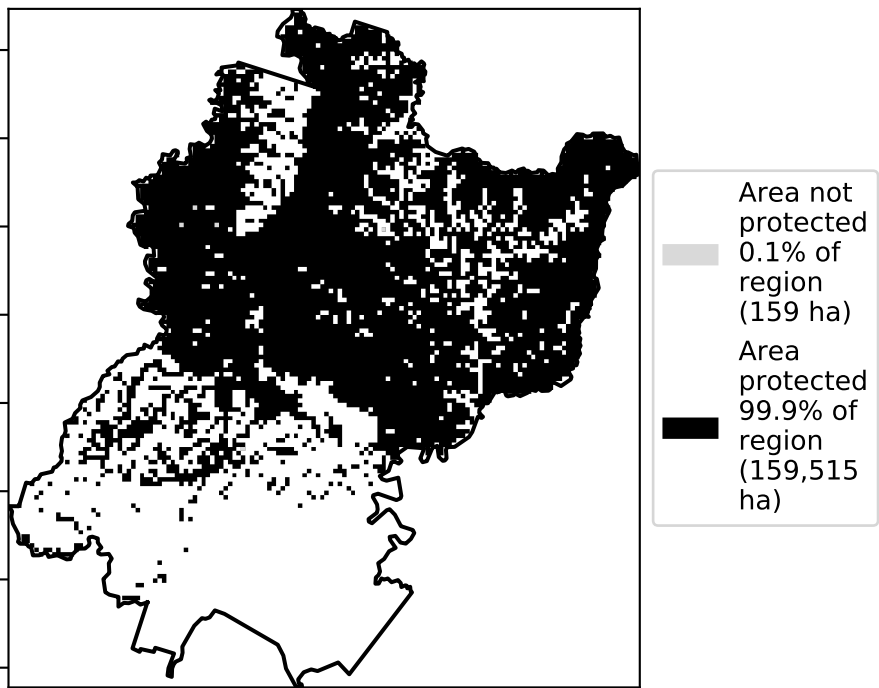 Area not
protected
0.1% of
region
(159 ha)
Area
protected
99.9% of
region
(159,515
ha)